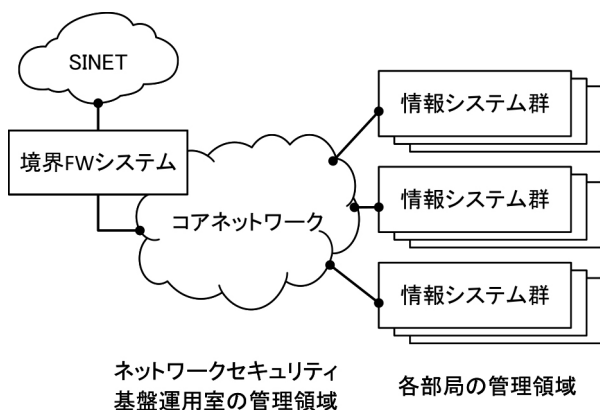 SINET
境界FWシステム
コアネットワーク
情報システム群
情報システム群
情報システム群
ネットワークセキュリティ
基盤運用室の管理領域
各部局の管理領域